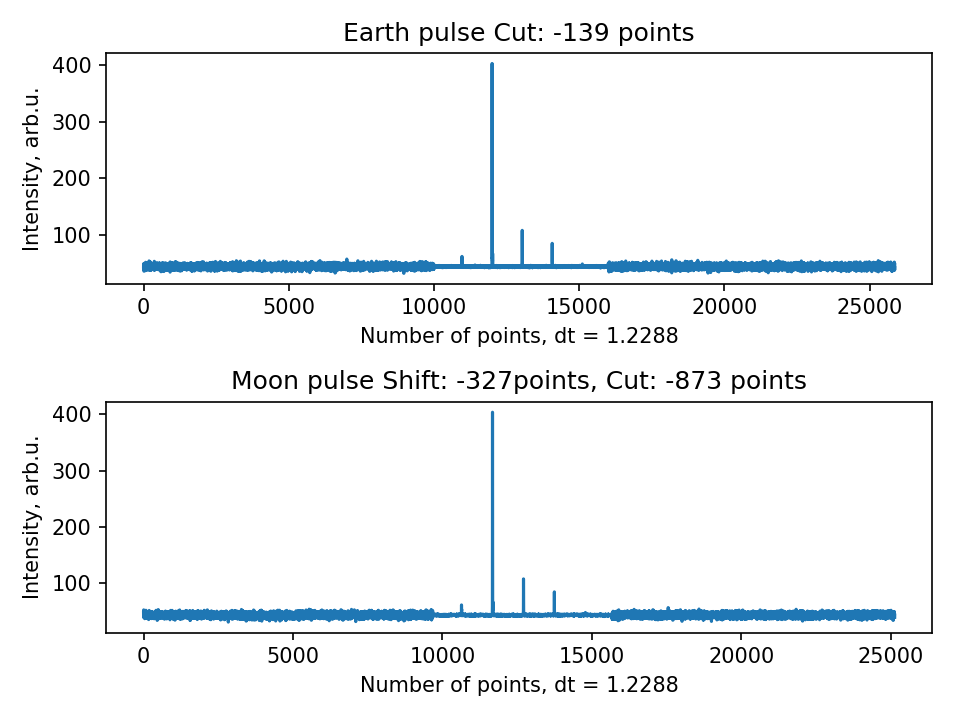 Earth pulse Cut: -139 points
400
300
200
100
Intensity, arb.u.
0 5000 10000 15000 20000 25000
Number of points, dt = 1.2288
Moon pulse Shift: -327points, Cut: -873 points
400
300
200
100
Intensity, arb.u.
0 5000 10000 15000 20000 25000
Number of points, dt = 1.2288